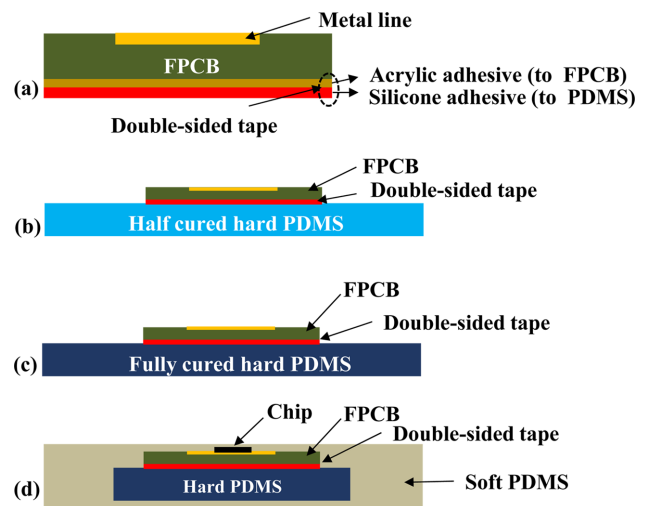 Metal line
FPCB
(a)
Acrylic adhesive (to FPCB)
Silicone adhesive (to PDMS)
Double-sided tape
FPCB
Double-sided tape
(b)
Half cured hard PDMS
FPCB
Double-sided tape
(c)
Fully cured hard PDMS
Chip
FPCB
Double-sided tape
(d)
Hard PDMS
Soft PDMS